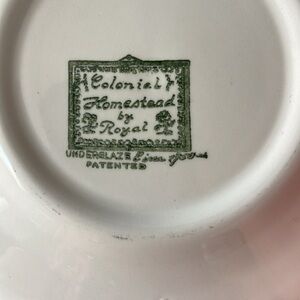 Colonial
Homestead
by
Royal
UNDERGLAZE
PATENTED